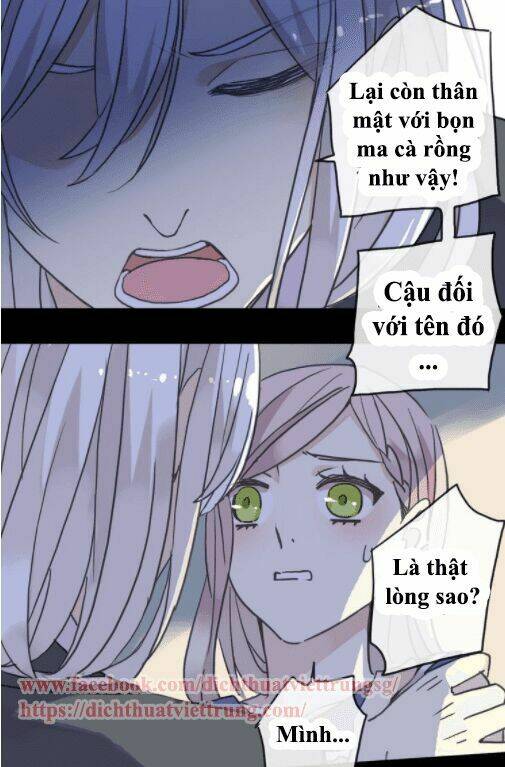 Lại còn thân
mật với bọn
ma cà rồng
như vậy!
Cậu đối
với tên đó
...
Là thật
lòng sao?
www.facebook.com/dichthuatviettrungsg/
https://dichthuatviettrung.com/
Mình...